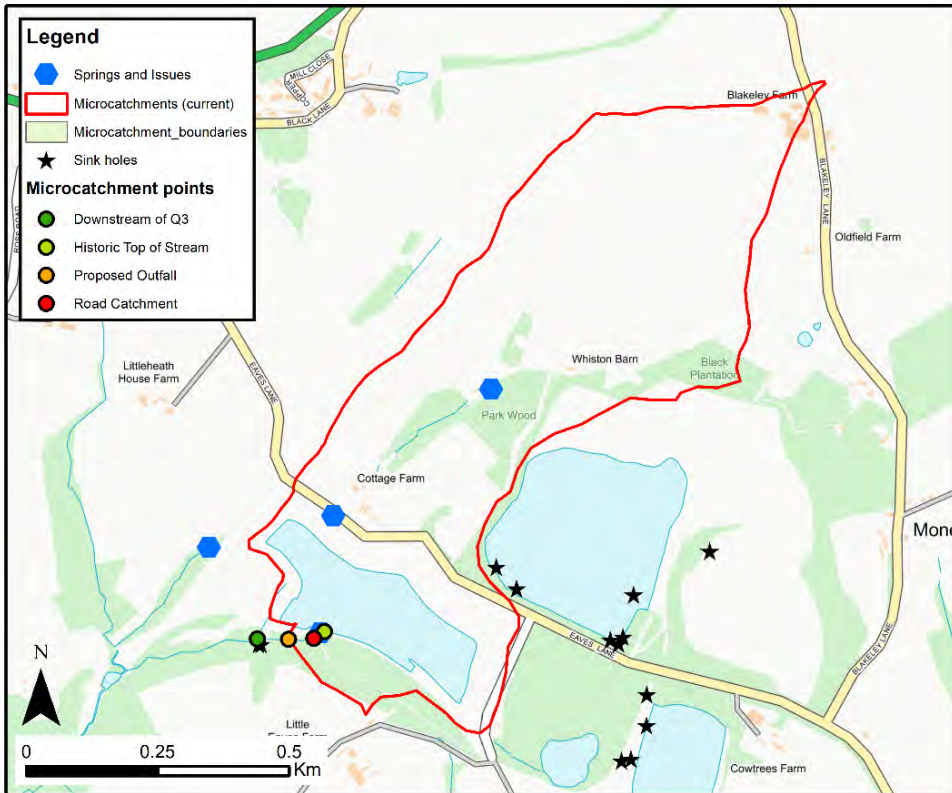 Legend
Springs and Issues
Microcatchments (current)
Microcatchment_boundaries
Sink holes
Microcatchment points
Downstream of Q3
Historic Top of Stream
Proposed Outfall
Road Catchment
COPPER
MILL CLOSE
BLACK LANE
ROSS ROAD
Blakeley Farm
BLAKELEY LANE
Oldfield Farm
Littleheath
House Farm
EAVES LANE
Whiston Barn
Black
Plantation
Park Wood
Cottage Farm
Mone
EAVES LANE
BLAKELEY LANE
N
Little
Cowtrees Farm
0 0.25 0.5
Km